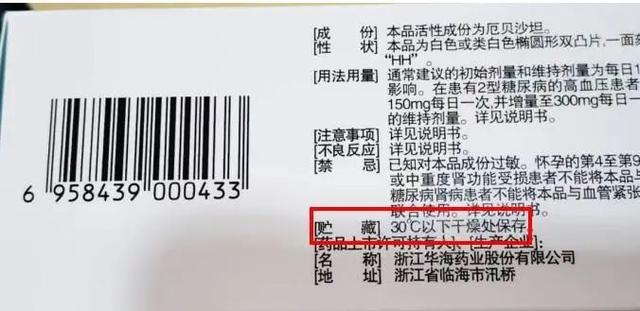 [成　份] 本品活性成份为厄贝沙坦.
[性　状] 本品为白色或类白色椭圆形双凸片,一面
“HH”。
[用法用量] 通常建议的初始剂量和维持剂量为每日1
影响。在患有2型糖尿病的高血压患者
150mg每日一次,并增量至300mg每日一
的维持剂量。详见说明书。
[注意事项] 详见说明书。
[不良反应] 详见说明书。
[禁　忌] 已知对本品成份过敏。怀孕的第4至第9
或中重度肾功能受损患者不能将本品与
糖尿病肾病患者不能将本品与血管紧张
联合使用。详见说明书。
[贮　藏] 30℃以下干燥处保存.
[药品上市许可持有人]、[生产企业]:
[名　称] 浙江华海药业股份有限公司
[地　址] 浙江省临海市汛桥
6 958439 000433